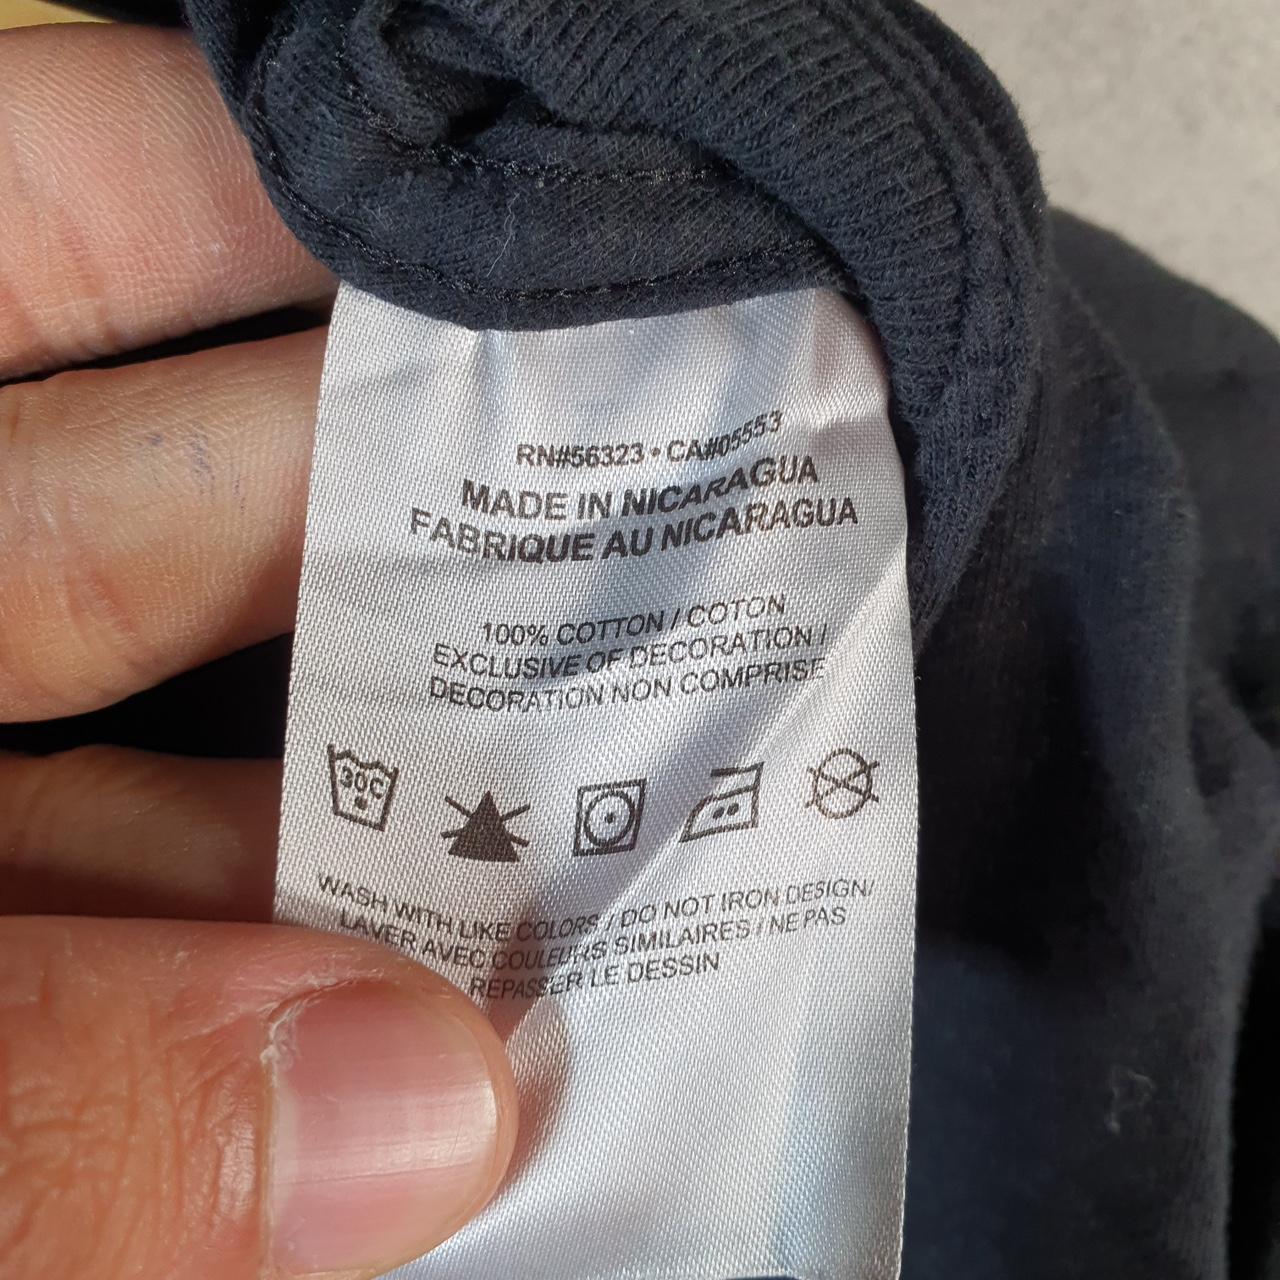 RN#56323 • CA#05553
MADE IN NICARAGUA
FABRIQUE AU NICARAGUA
100% COTTON / COTON
EXCLUSIVE OF DECORATION /
DECORATION NON COMPRISE
30C
WASH WITH LIKE COLORS / DO NOT IRON DESIGN/
LAVER AVEC COULEURS SIMILAIRES / NE PAS
REPASSER LE DESSIN